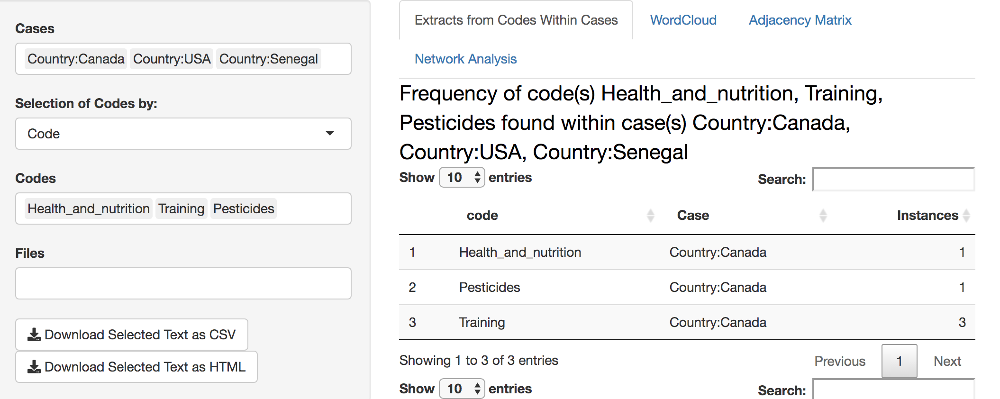 Cases
Country:Canada Country:USA Country:Senegal
Selection of Codes by:
Code
Codes
Health_and_nutrition Training Pesticides
Files
Download Selected Text as CSV
Download Selected Text as HTML
Extracts from Codes Within Cases WordCloud Adjacency Matrix
Network Analysis
Frequency of code(s) Health_and_nutrition, Training,
Pesticides found within case(s) Country:Canada,
Country:USA, Country:Senegal
Show 10 entries Search:
code Case Instances
1 Health_and_nutrition Country:Canada 1
2 Pesticides Country:Canada 1
3 Training Country:Canada 3
Showing 1 to 3 of 3 entries Previous 1 Next
Show 10 entries Search: